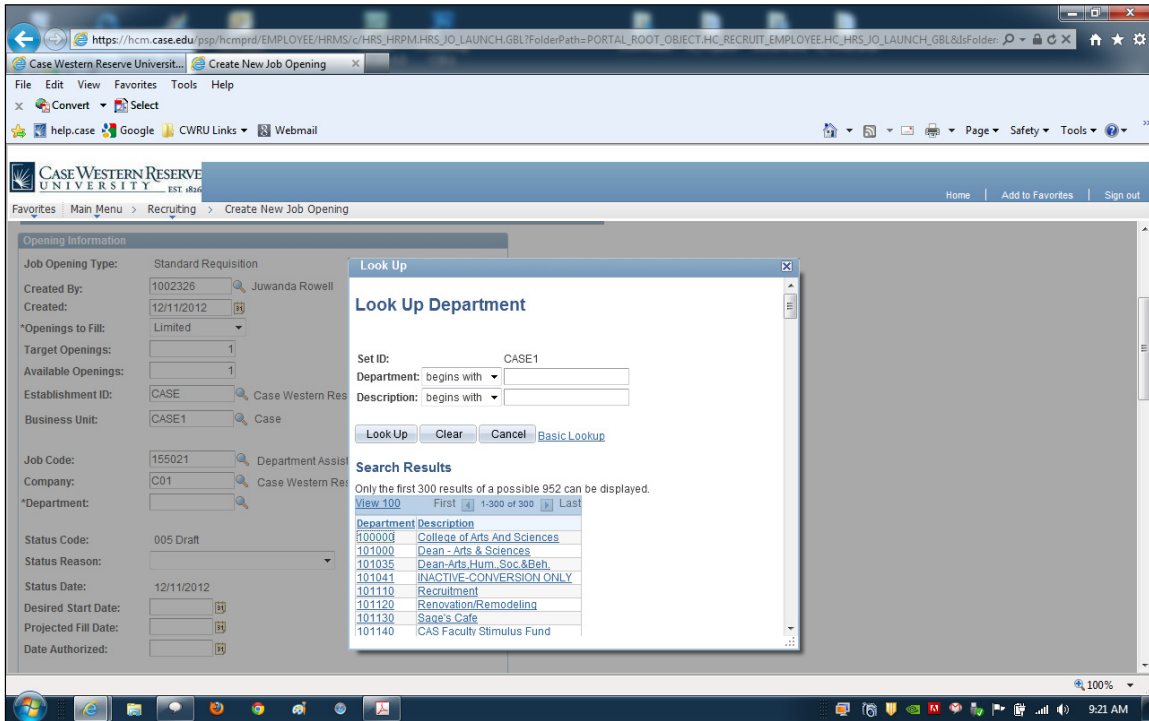 https://hcm.case.edu/psp/hcmprd/EMPLOYEE/HRMS/c/HRS_HRPM.HRS_JO_LAUNCH.GBL?FolderPath=PORTAL_ROOT_OBJECT.HC_RECRUIT_EMPLOYEE.HC_HRS_JO_LAUNCH_GBL&IsFolder:
Case Western Reserve Universit... Create New Job Opening
File Edit View Favorites Tools Help
Convert Select
help.case Google CWRU Links Webmail Page Safety Tools
CASE WESTERN RESERVE
UNIVERSITY EST. 1826
Home | Add to Favorites | Sign out
Favorites Main Menu > Recruiting > Create New Job Opening
Opening Information
Job Opening Type: Standard Requisition
Created By: 1002326 Juwanda Rowell
Created: 12/11/2012
*Openings to Fill: Limited
Target Openings: 1
Available Openings: 1
Establishment ID: CASE Case Western Res
Business Unit: CASE1 Case
Job Code: 155021 Department Assist
Company: C01 Case Western Res
*Department:
Status Code: 005 Draft
Status Reason:
Status Date: 12/11/2012
Desired Start Date:
Projected Fill Date:
Date Authorized:
Look Up
Look Up Department
Set ID: CASE1
Department: begins with
Description: begins with
Look Up Clear Cancel Basic Lookup
Search Results
Only the first 300 results of a possible 952 can be displayed.
View 100 First 1-300 of 300 Last
Department Description
100000 College of Arts And Sciences
101000 Dean - Arts & Sciences
101035 Dean-Arts,Hum.,Soc.&Beh.
101041 INACTIVE-CONVERSION ONLY
101110 Recruitment
101120 Renovation/Remodeling
101130 Sage's Cafe
101140 CAS Faculty Stimulus Fund
100%
9:21 AM